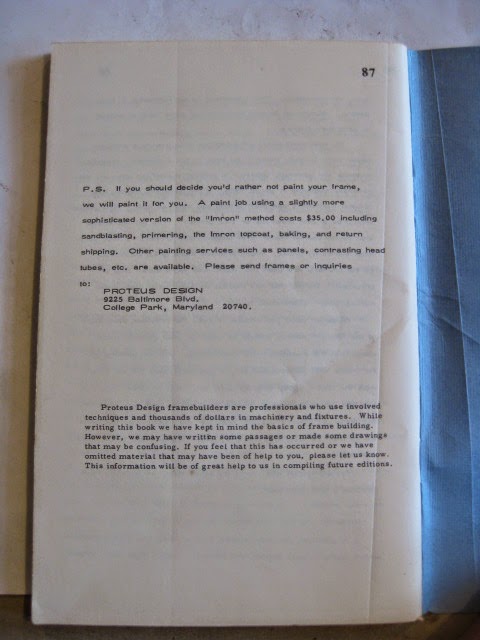 87
P.S. If you should decide you'd rather not paint your frame,
we will paint it for you. A paint job using a slightly more
sophisticated version of the "Imron" method costs $35.00 including
sandblasting, primering, the Imron topcoat, baking, and return
shipping. Other painting services such as panels, contrasting head
tubes, etc. are available. Please send frames or inquiries
to:
PROTEUS DESIGN
9225 Baltimore Blvd.
College Park, Maryland 20740.
Proteus Design framebuilders are professionals who use involved
techniques and thousands of dollars in machinery and fixtures. While
writing this book we have kept in mind the basics of frame building.
However, we may have written some passages or made some drawings
that may be confusing. If you feel that this has occurred or we have
omitted material that may have been of help to you, please let us know.
This information will be of great help to us in compiling future editions.